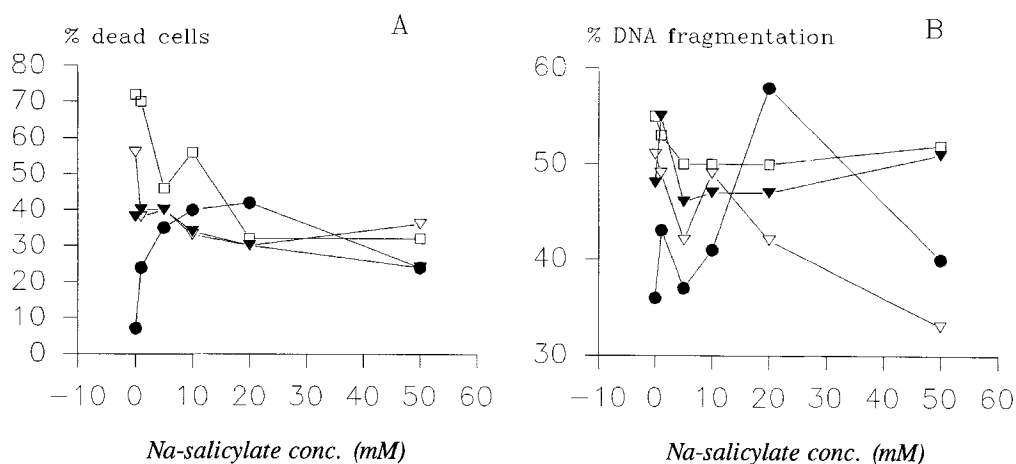 A
% dead cells
80
70
60
50
40
30
20
10
0
−10 0 10 20 30 40 50 60
Na-salicylate conc. (mM)
B
% DNA fragmentation
60
50
40
30
−10 0 10 20 30 40 50 60
Na-salicylate conc. (mM)